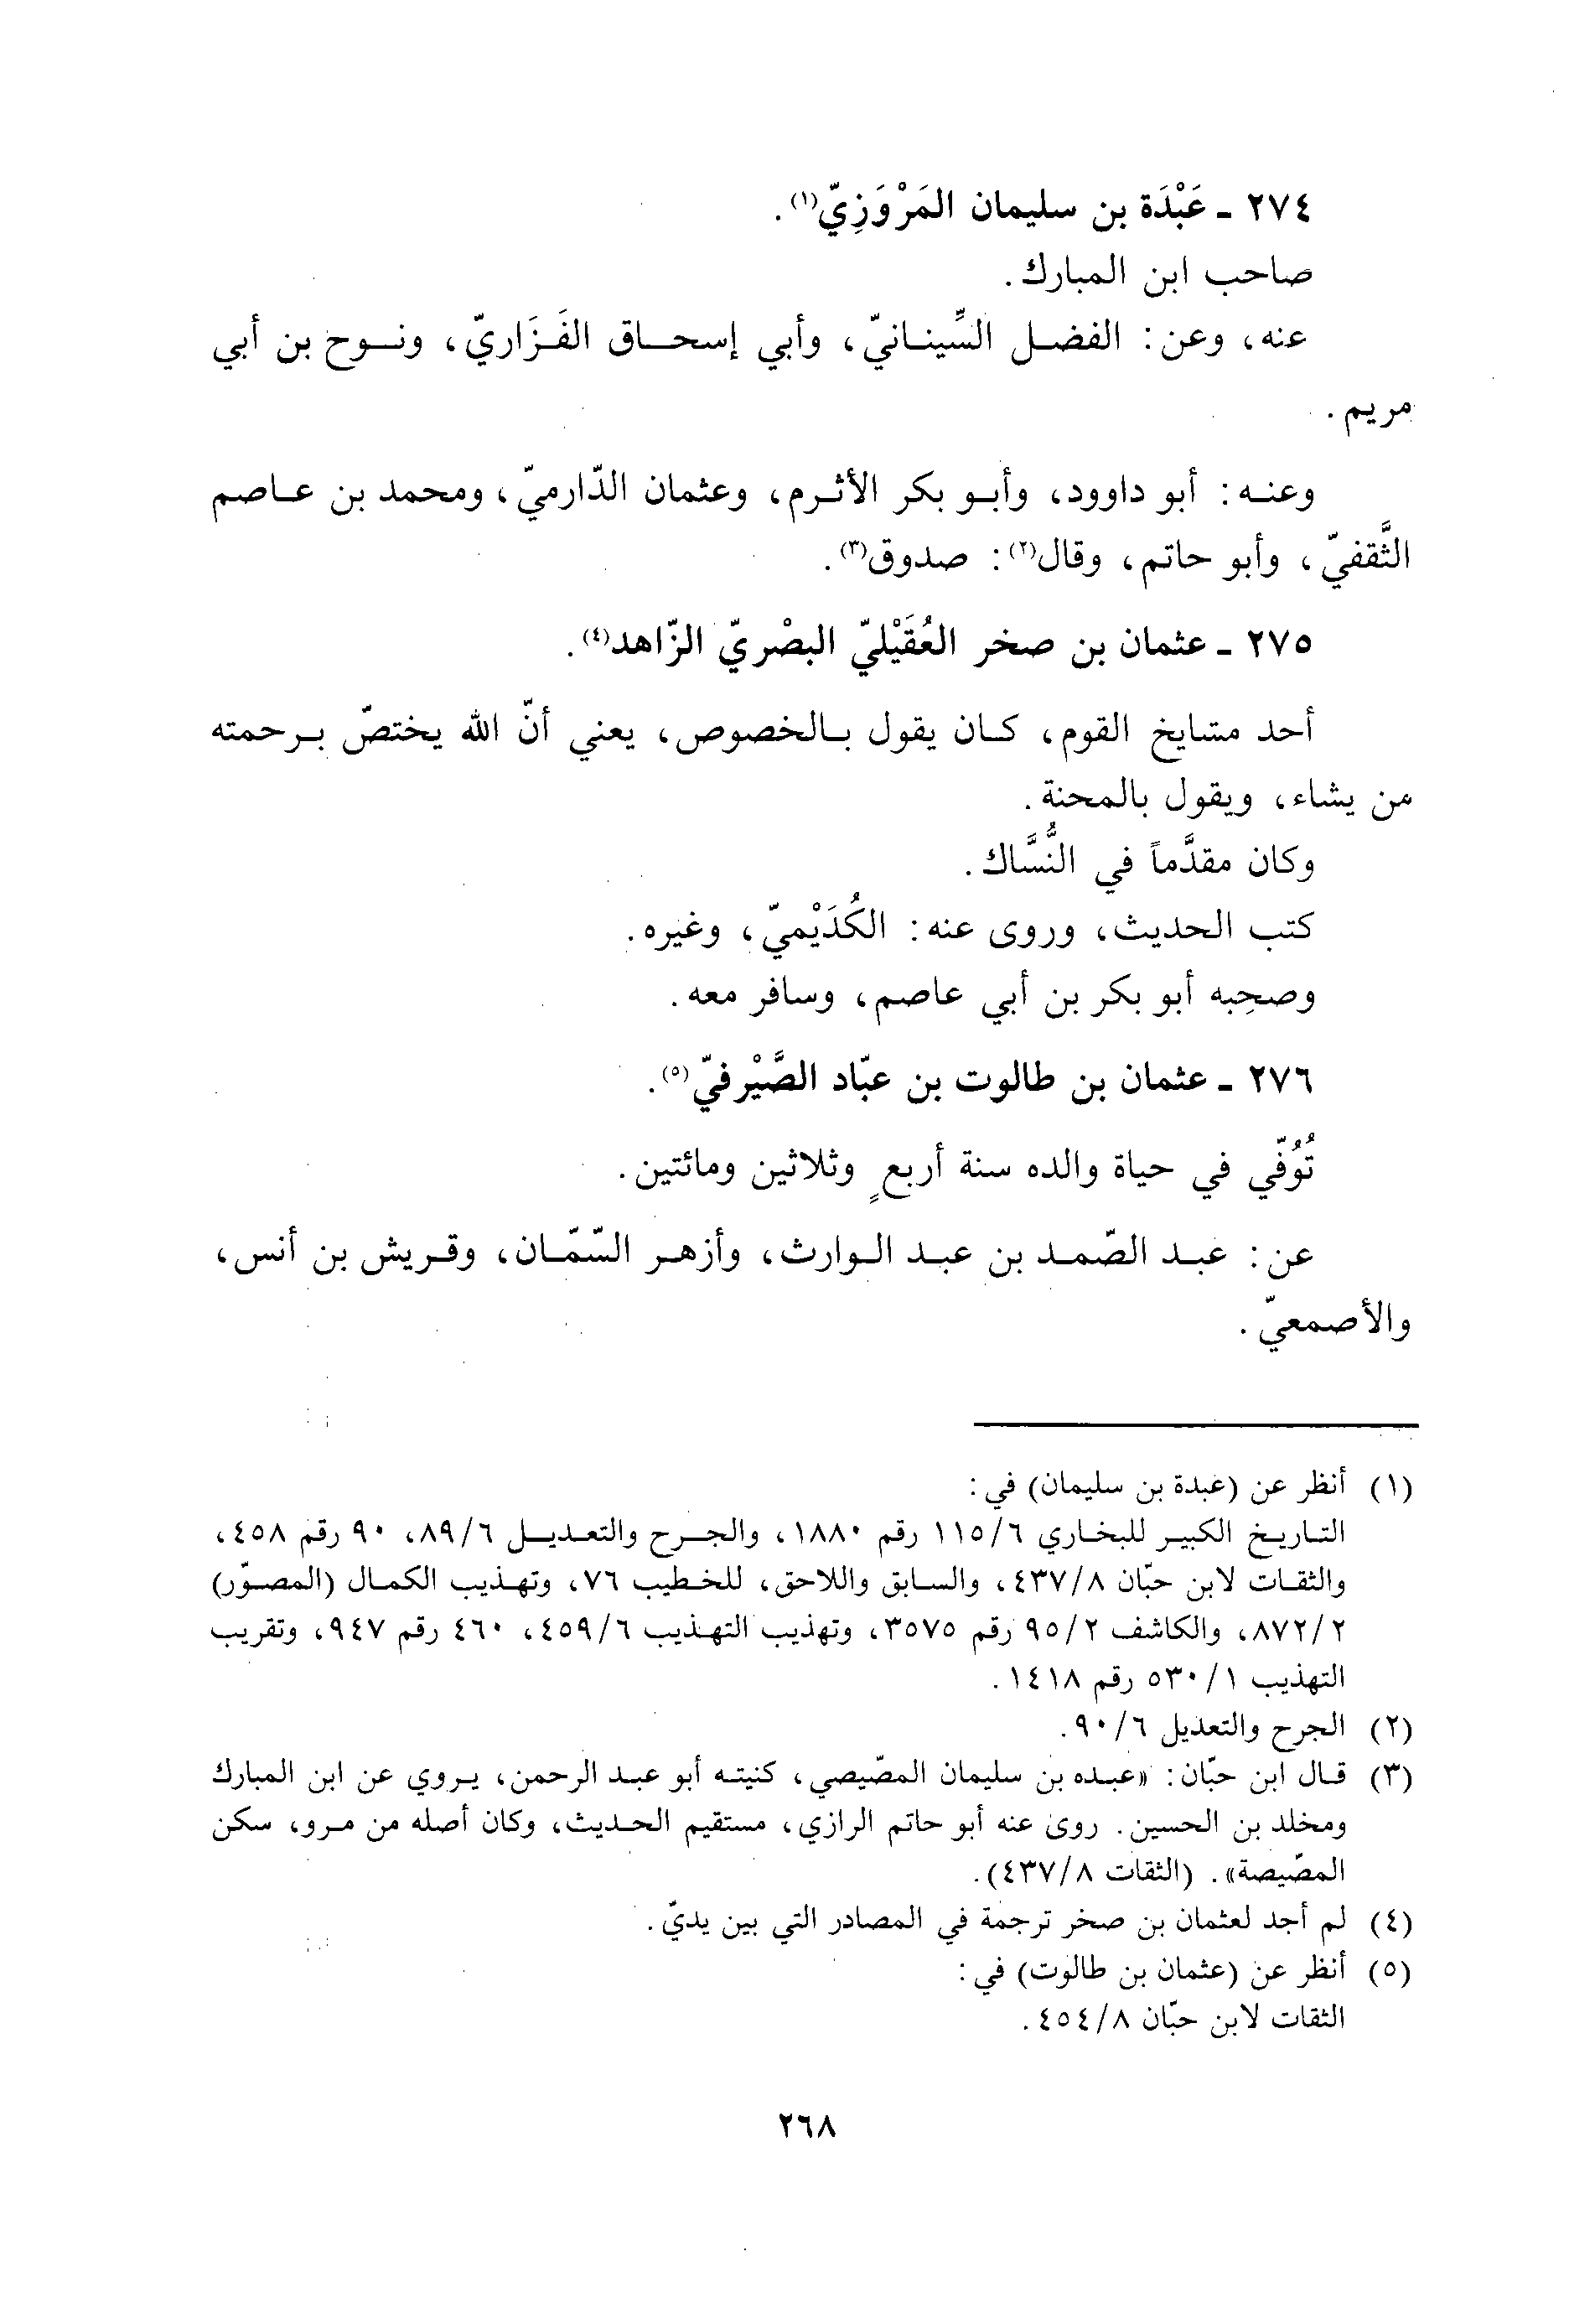 ٢٧٤ ـ عَبْدَة بن سليمان المَرْوَزِيّ(١).
صاحب ابن المبارك.
عنه، وعن: الفضل السِّينانيّ، وأبي إسحاق الفَزَاريّ، ونوح بن أبي
مريم.
وعنه: أبو داوود، وأبو بكر الأثرم، وعثمان الدّارميّ، ومحمد بن عاصم
الثَّقفيّ، وأبو حاتم، وقال(٢): صدوق(٣).
٢٧٥ ـ عثمان بن صخر العُقَيْليّ البصْريّ الزّاهد(٤).
أحد مشايخ القوم، كان يقول بالخصوص، يعني أنّ الله يختصّ برحمته
من يشاء، ويقول بالمحنة.
وكان مقدَّماً في النُّسَّاك.
كتب الحديث، وروى عنه: الكُدَيْميّ، وغيره.
وصحِبه أبو بكر بن أبي عاصم، وسافر معه.
٢٧٦ ـ عثمان بن طالوت بن عبّاد الصَّيْرفيّ(٥).
تُوُفّي في حياة والده سنة أربعٍ وثلاثين ومائتين.
عن: عبد الصّمد بن عبد الوارث، وأزهر السّمّان، وقريش بن أنس،
والأصمعيّ.
(١) أنظر عن (عبدة بن سليمان) في:
التاريخ الكبير للبخاري ٦/١١٥ رقم ١٨٨٠، والجرح والتعديل ٦/٨٩، ٩٠ رقم ٤٥٨،
والثقات لابن حبّان ٨/٤٣٧، والسابق واللاحق، للخطيب ٧٦، وتهذيب الكمال (المصوّر)
٢/٨٧٢، والكاشف ٢/٩٥ رقم ٣٥٧٥، وتهذيب التهذيب ٦/٤٥٩، ٤٦٠ رقم ٩٤٧، وتقريب
التهذيب ١/٥٣٠ رقم ١٤١٨.
(٢) الجرح والتعديل ٦/٩٠.
(٣) قال ابن حبّان: «عبده بن سليمان المصّيصي، كنيته أبو عبد الرحمن، يروي عن ابن المبارك
ومخلد بن الحسين. روى عنه أبو حاتم الرازي، مستقيم الحديث، وكان أصله من مرو، سكن
المصّيصة». (الثقات ٨/٤٣٧).
(٤) لم أجد لعثمان بن صخر ترجمة في المصادر التي بين يديّ.
(٥) أنظر عن (عثمان بن طالوت) في:
الثقات لابن حبّان ٨/٤٥٤.
٢٦٨